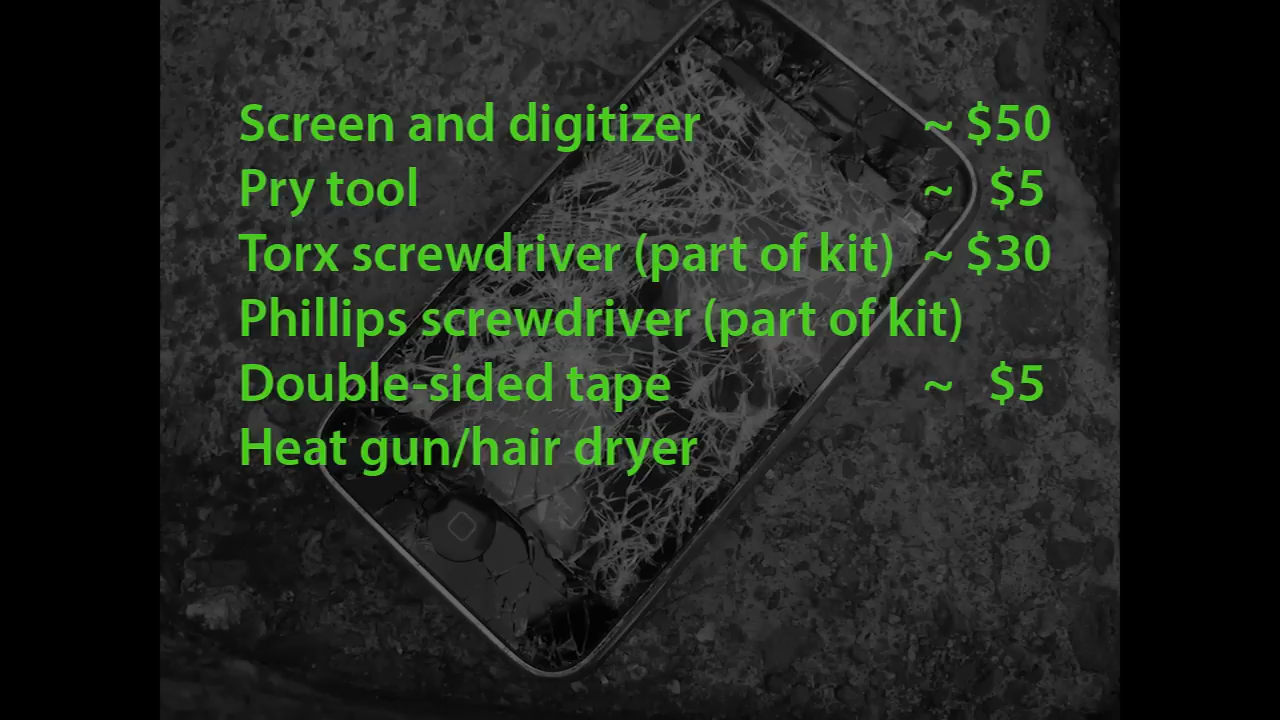 Screen and digitizer ~ $50
Pry tool ~ $5
Torx screwdriver (part of kit) ~ $30
Phillips screwdriver (part of kit)
Double-sided tape ~ $5
Heat gun/hair dryer